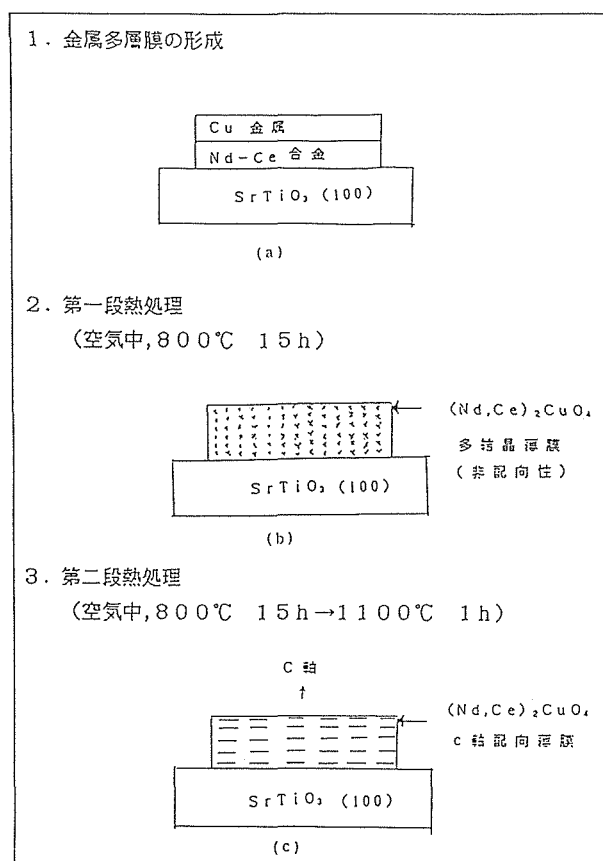 1．金属多層膜の形成
Cu 金属
Nd-Ce 合金
SrTiO₃ (100)
(a)
2．第一段熱処理
(空気中,800℃ 15h)
(Nd,Ce)₂CuO₄
多結晶薄膜
(非配向性)
SrTiO₃ (100)
(b)
3．第二段熱処理
(空気中,800℃ 15h→1100℃ 1h)
C 軸
↑
(Nd,Ce)₂CuO₄
c 軸配向薄膜
SrTiO₃ (100)
(c)